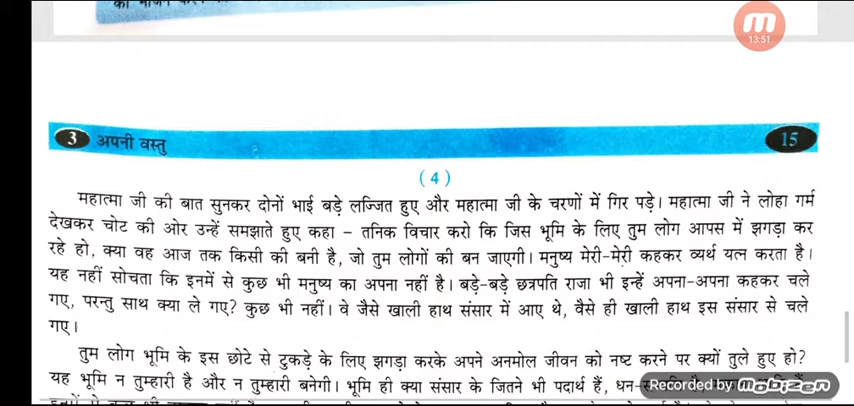 13:51
3 अपनी वस्तु
15
(4)
महात्मा जी की बात सुनकर दोनों भाई बड़े लज्जित हुए और महात्मा जी के चरणों में गिर पड़े। महात्मा जी ने लोहा गर्म
देखकर चोट की ओर उन्हें समझाते हुए कहा – तनिक विचार करो कि जिस भूमि के लिए तुम लोग आपस में झगड़ा कर
रहे हो, क्या वह आज तक किसी की बनी है, जो तुम लोगों की बन जाएगी। मनुष्य मेरी-मेरी कहकर व्यर्थ यत्न करता है।
यह नहीं सोचता कि इनमें से कुछ भी मनुष्य का अपना नहीं है। बड़े-बड़े छत्रपति राजा भी इन्हें अपना-अपना कहकर चले
गए, परन्तु साथ क्या ले गए? कुछ भी नहीं। वे जैसे खाली हाथ संसार में आए थे, वैसे ही खाली हाथ इस संसार से चले
गए।
तुम लोग भूमि के इस छोटे से टुकड़े के लिए झगड़ा करके अपने अनमोल जीवन को नष्ट करने पर क्यों तुले हुए हो?
यह भूमि न तुम्हारी है और न तुम्हारी बनेगी। भूमि ही क्या संसार के जितने भी पदार्थ हैं,
RECORDED WITH
MOBIZEN